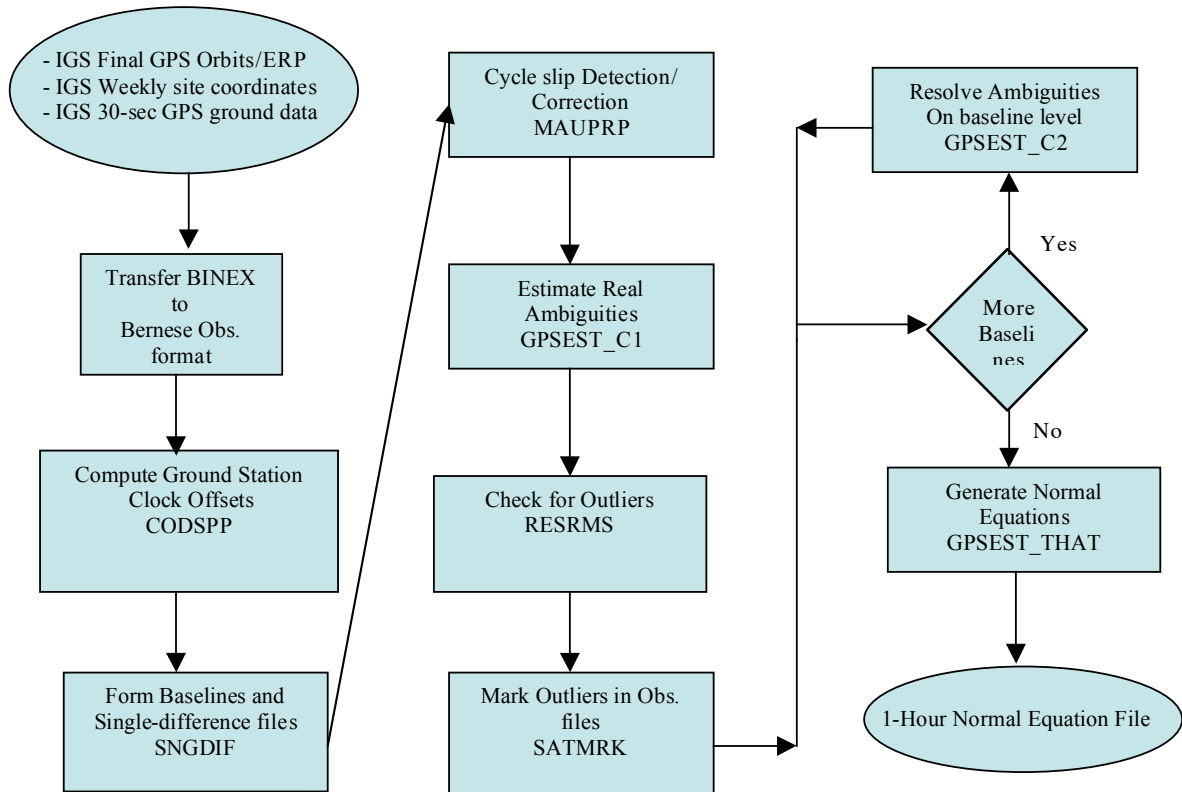 - IGS Final GPS Orbits/ERP
- IGS Weekly site coordinates
- IGS 30-sec GPS ground data
Transfer BINEX
to
Bernese Obs.
format
Compute Ground Station
Clock Offsets
CODSPP
Form Baselines and
Single-difference files
SNGDIF
Cycle slip Detection/
Correction
MAUPRP
Estimate Real
Ambiguities
GPSEST_C1
Check for Outliers
RESRMS
Mark Outliers in Obs.
files
SATMRK
Resolve Ambiguities
On baseline level
GPSEST_C2
Yes
More
Baseli
nes
No
Generate Normal
Equations
GPSEST_THAT
1-Hour Normal Equation File